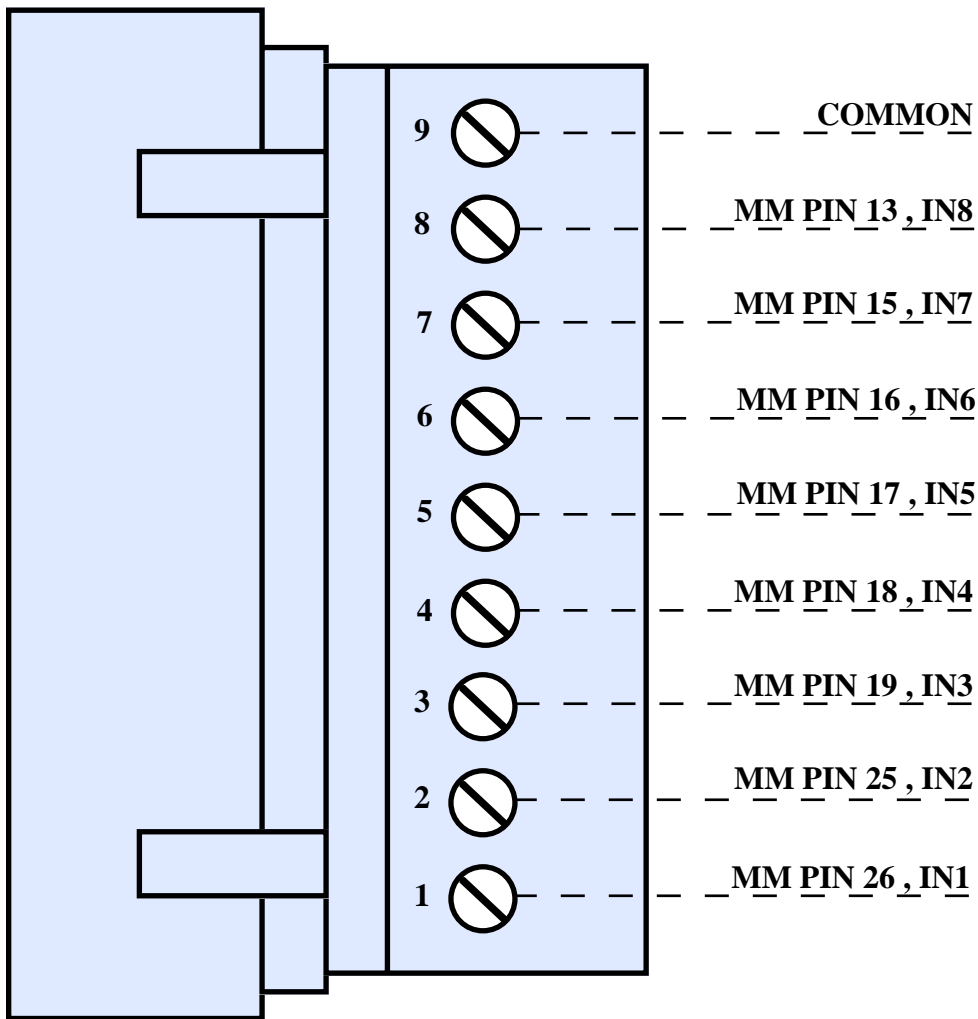 9 COMMON
8 MM PIN 13 , IN8
7 MM PIN 15 , IN7
6 MM PIN 16 , IN6
5 MM PIN 17 , IN5
4 MM PIN 18 , IN4
3 MM PIN 19 , IN3
2 MM PIN 25 , IN2
1 MM PIN 26 , IN1